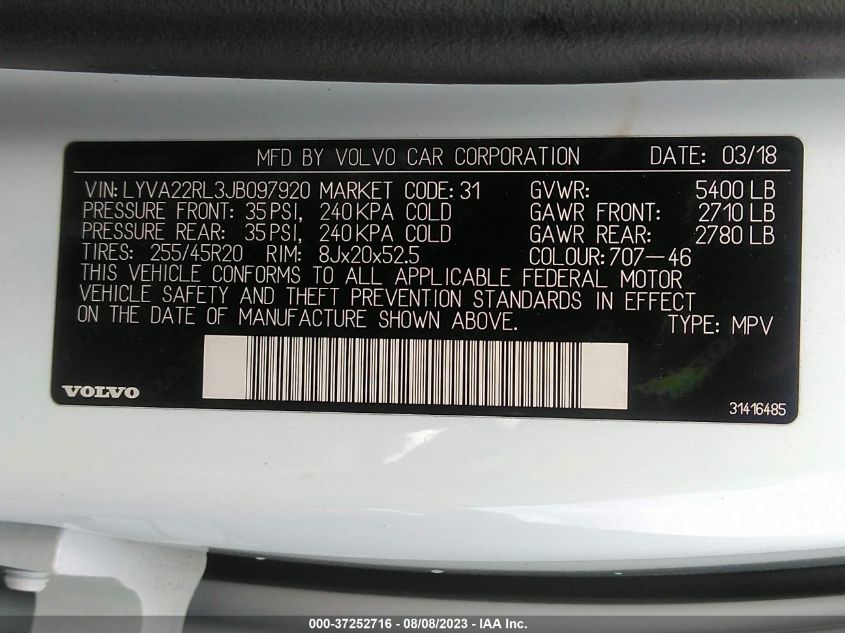 MFD BY VOLVO CAR CORPORATION DATE: 03/18
VIN: LYVA22RL3JB097920 MARKET CODE: 31 GVWR: 5400 LB
PRESSURE FRONT: 35 PSI, 240 KPA COLD GAWR FRONT: 2710 LB
PRESSURE REAR: 35 PSI, 240 KPA COLD GAWR REAR: 2780 LB
TIRES: 255/45R20 RIM: 8Jx20x52.5 COLOUR: 707-46
THIS VEHICLE CONFORMS TO ALL APPLICABLE FEDERAL MOTOR
VEHICLE SAFETY AND THEFT PREVENTION STANDARDS IN EFFECT
ON THE DATE OF MANUFACTURE SHOWN ABOVE. TYPE: MPV
VOLVO
31416485
000-37252716 - 08/08/2023 - IAA Inc.